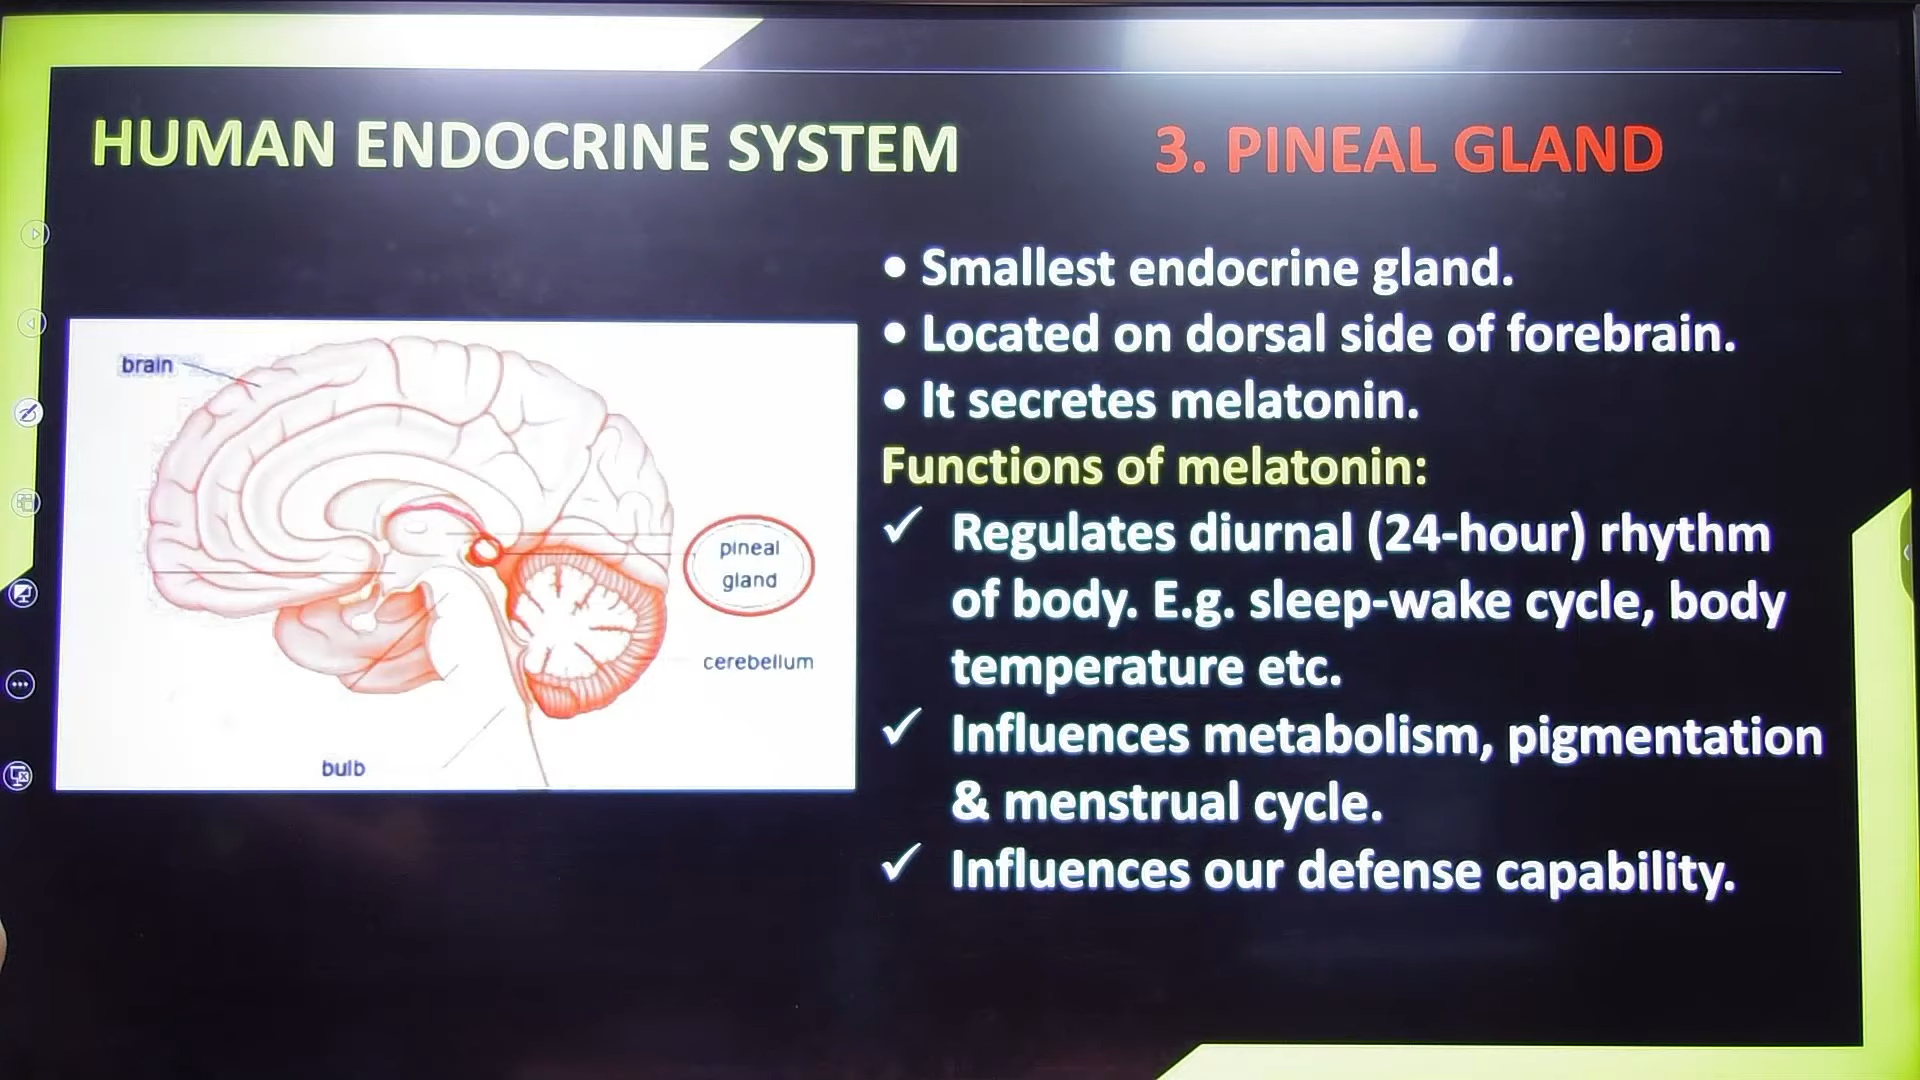 HUMAN ENDOCRINE SYSTEM
3. PINEAL GLAND
• Smallest endocrine gland.
• Located on dorsal side of forebrain.
• It secretes melatonin.
Functions of melatonin:
✓ Regulates diurnal (24-hour) rhythm
of body. E.g. sleep-wake cycle, body
temperature etc.
✓ Influences metabolism, pigmentation
& menstrual cycle.
✓ Influences our defense capability.
brain
pineal
gland
cerebellum
bulb